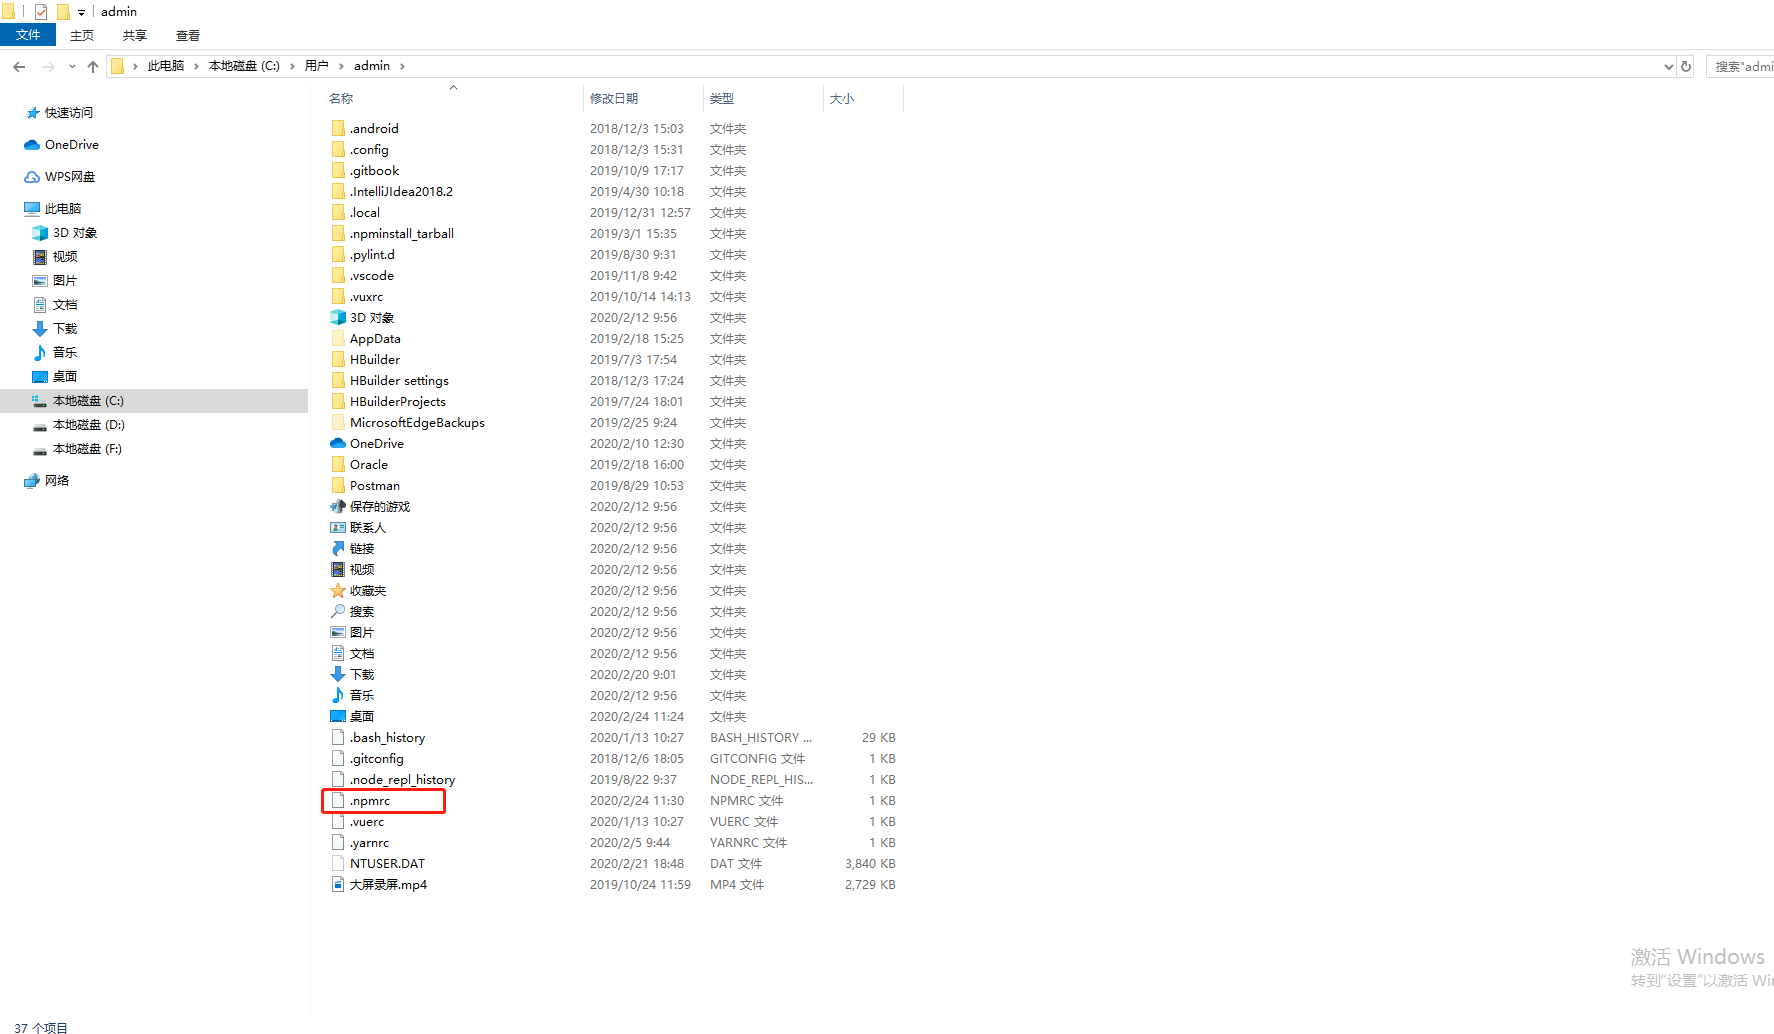 admin
文件 主页 共享 查看
此电脑 本地磁盘 (C:) 用户 admin
搜索"admi
快速访问
OneDrive
WPS网盘
此电脑
3D 对象
视频
图片
文档
下载
音乐
桌面
本地磁盘 (C:)
本地磁盘 (D:)
本地磁盘 (F:)
网络
名称 修改日期 类型 大小
.android 2018/12/3 15:03 文件夹
.config 2018/12/3 15:31 文件夹
.gitbook 2019/10/9 17:17 文件夹
.IntelliJIdea2018.2 2019/4/30 10:18 文件夹
.local 2019/12/31 12:57 文件夹
.npminstall_tarball 2019/3/1 15:35 文件夹
.pylint.d 2019/8/30 9:31 文件夹
.vscode 2019/11/8 9:42 文件夹
.vuxrc 2019/10/14 14:13 文件夹
3D 对象 2020/2/12 9:56 文件夹
AppData 2019/2/18 15:25 文件夹
HBuilder 2019/7/3 17:54 文件夹
HBuilder settings 2018/12/3 17:24 文件夹
HBuilderProjects 2019/7/24 18:01 文件夹
MicrosoftEdgeBackups 2019/2/25 9:24 文件夹
OneDrive 2020/2/10 12:30 文件夹
Oracle 2019/2/18 16:00 文件夹
Postman 2019/8/29 10:53 文件夹
保存的游戏 2020/2/12 9:56 文件夹
联系人 2020/2/12 9:56 文件夹
链接 2020/2/12 9:56 文件夹
视频 2020/2/12 9:56 文件夹
收藏夹 2020/2/12 9:56 文件夹
搜索 2020/2/12 9:56 文件夹
图片 2020/2/12 9:56 文件夹
文档 2020/2/12 9:56 文件夹
下载 2020/2/20 9:01 文件夹
音乐 2020/2/12 9:56 文件夹
桌面 2020/2/24 11:24 文件夹
.bash_history 2020/1/13 10:27 BASH_HISTORY ... 29 KB
.gitconfig 2018/12/6 18:05 GITCONFIG 文件 1 KB
.node_repl_history 2019/8/22 9:37 NODE_REPL_HIS... 1 KB
.npmrc 2020/2/24 11:30 NPMRC 文件 1 KB
.vuerc 2020/1/13 10:27 VUERC 文件 1 KB
.yarnrc 2020/2/5 9:44 YARNRC 文件 1 KB
NTUSER.DAT 2020/2/21 18:48 DAT 文件 3,840 KB
大屏录屏.mp4 2019/10/24 11:59 MP4 文件 2,729 KB
激活 Windows
转到"设置"以激活 Wi
37 个项目